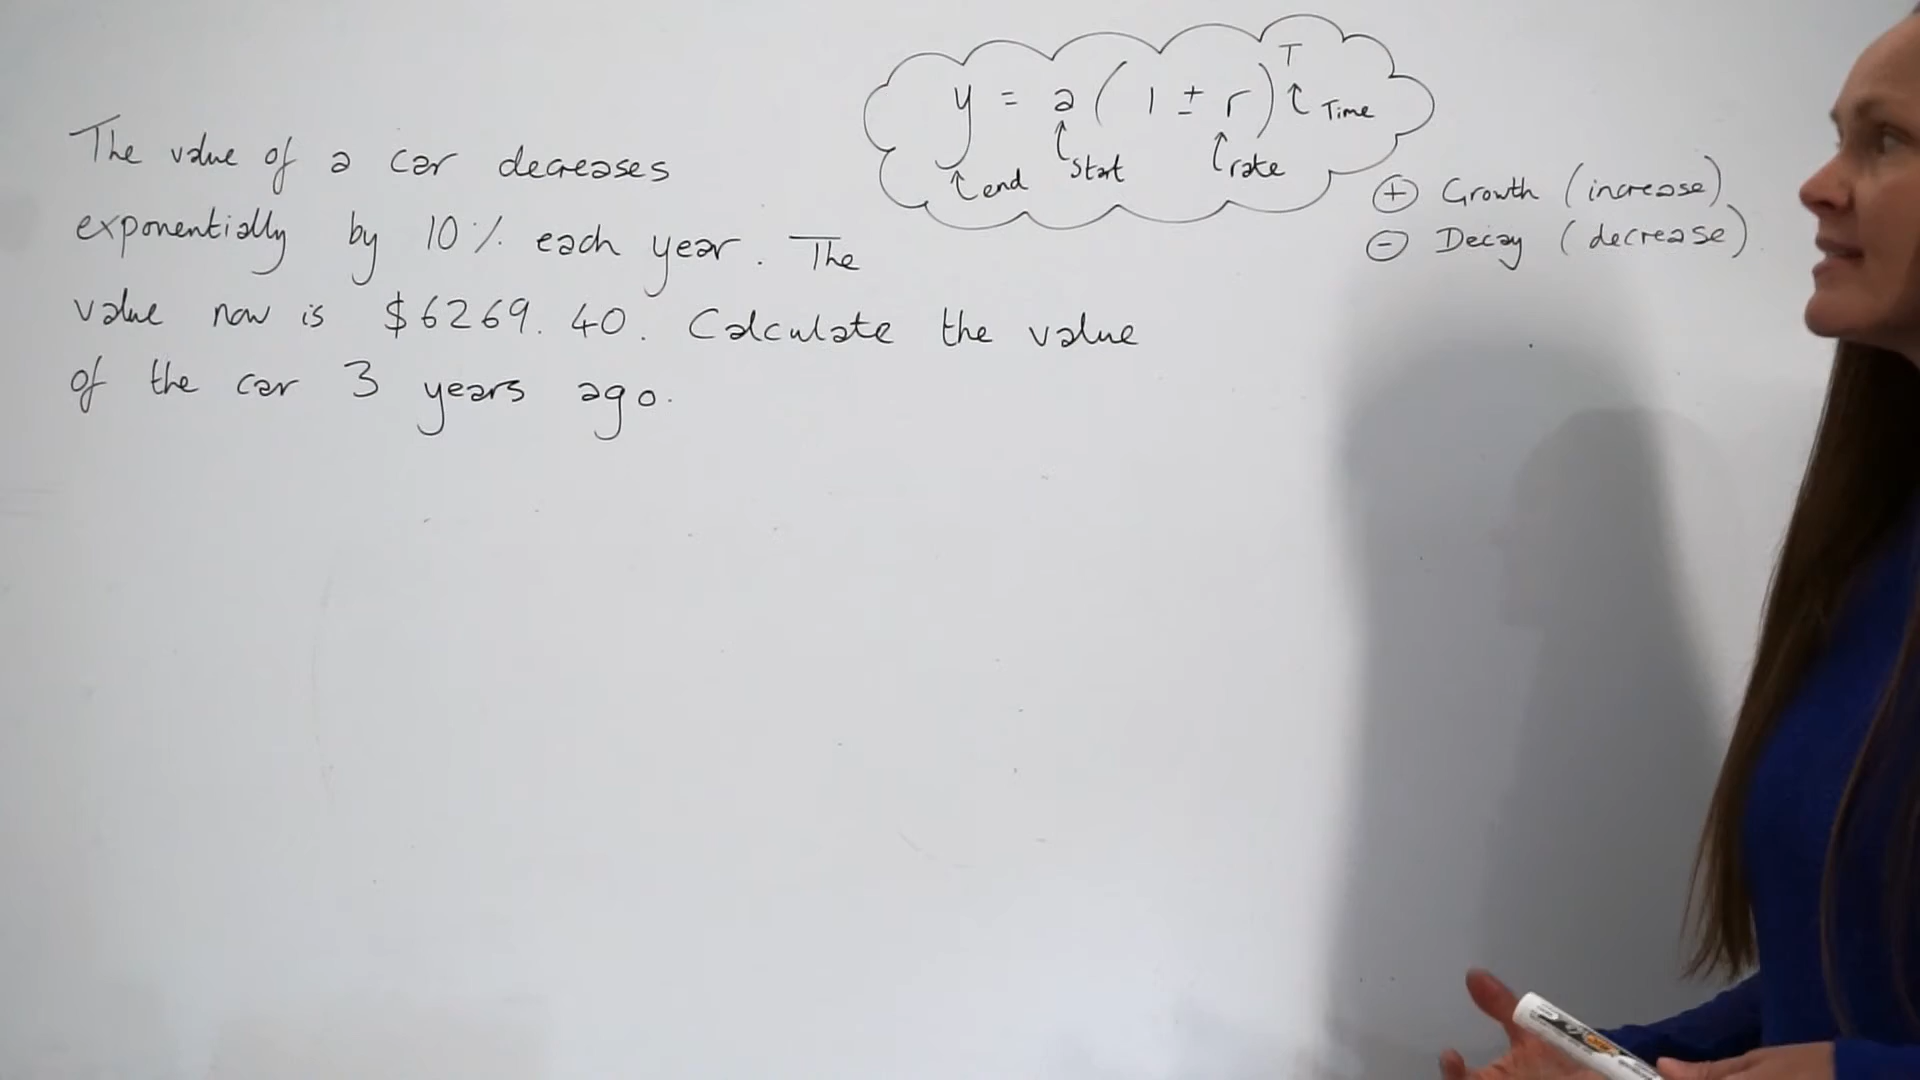 The value of a car decreases
exponentially by 10% each year. The
value now is $6269.40. Calculate the value
of the car 3 years ago.
y = a(1 ± r)^T
end
start
rate
Time
+ Growth (increase)
- Decay (decrease)